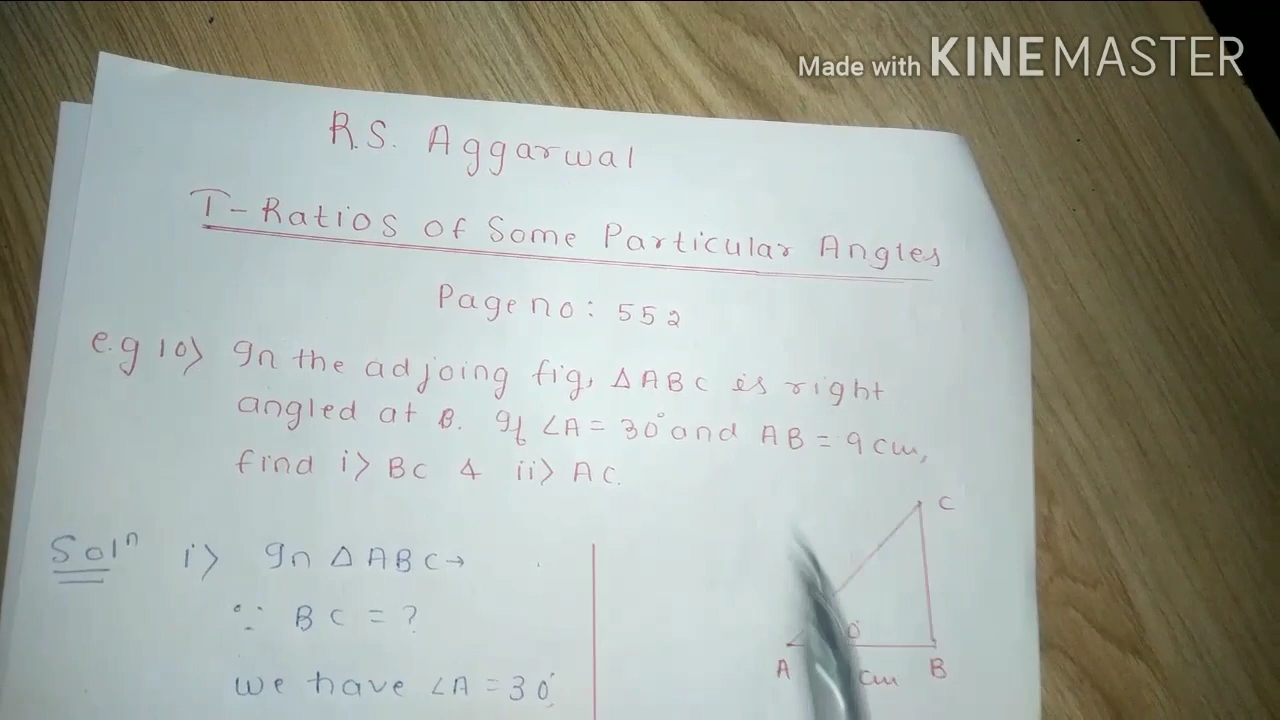 Made with KINEMASTER
R.S. Aggarwal
T-Ratios of Some Particular Angles
Page no: 552
e.g 10> In the adjoing fig, ΔABC is right
angled at B. If ∠A = 30° and AB = 9cm,
find i> BC & ii> AC.
C
Solⁿ i> In ΔABC →
∵ BC = ?
A cm B
we have ∠A = 30°,